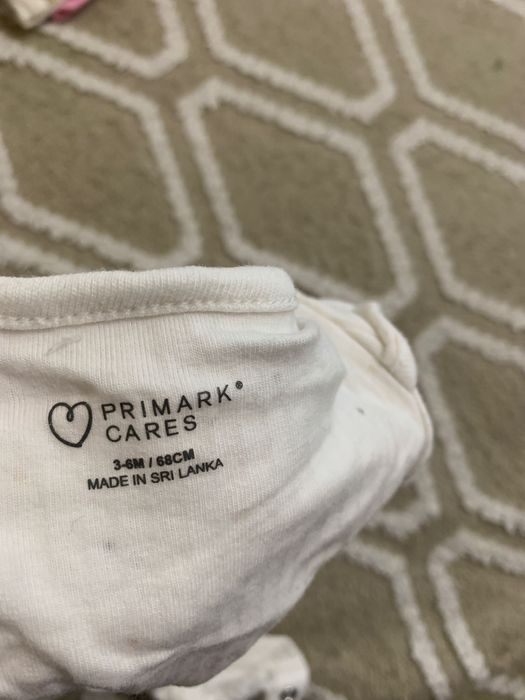 PRIMARK®
CARES
3-6M / 68CM
MADE IN SRI LANKA